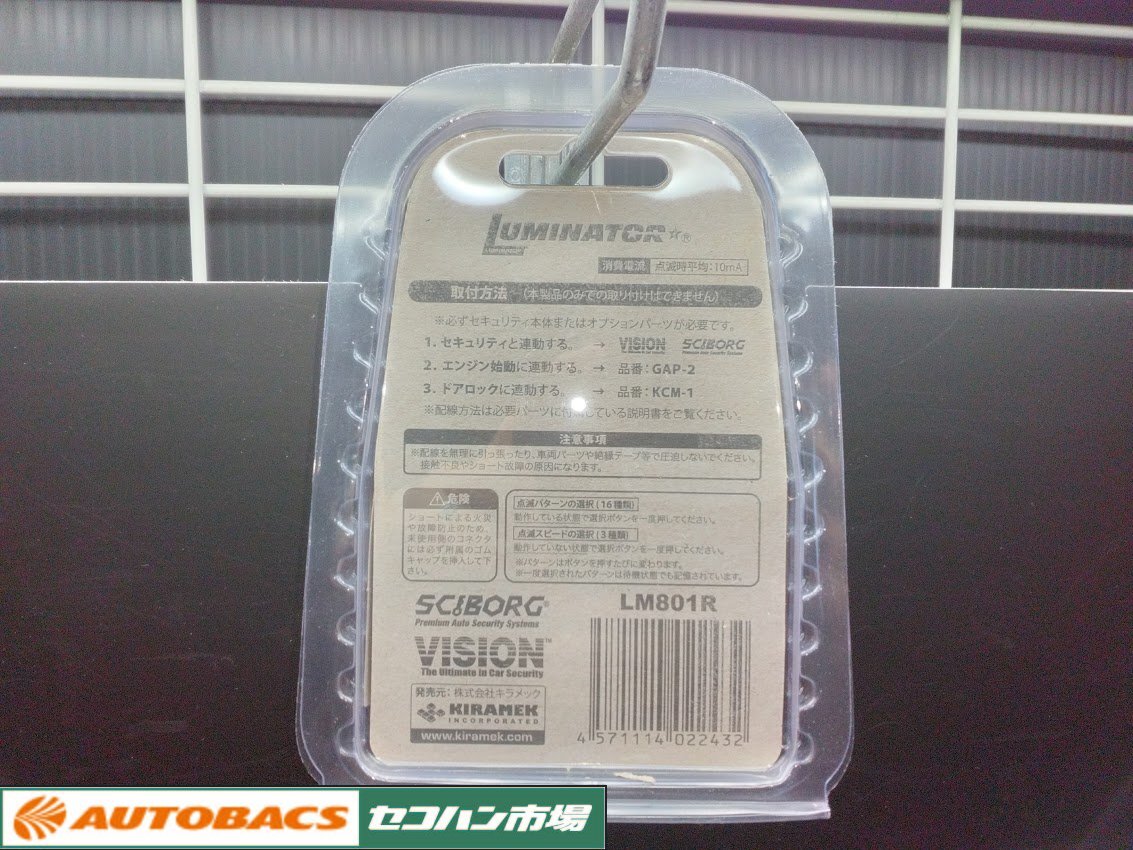 LUMINATOR☆®
消費電流 点滅時平均:10mA
取付方法 (本製品のみでの取り付けはできません)
※必ずセキュリティ本体またはオプションパーツが必要です。
1. セキュリティと連動する。 → VISION SCIBORG
2. エンジン始動に連動する。→ 品番:GAP-2
3. ドアロックに連動する。 → 品番:KCM-1
※配線方法は必要パーツに付属している説明書をご覧ください。
注意事項
※配線を無理に引っ張ったり、車両パーツや絶縁テープ等で圧迫しないでください。
接触不良やショート故障の原因になります。
⚠危険
ショートによる火災
や故障防止のため、
未使用側のコネクタ
には必ず附属のゴム
キャップを挿入して下
さい。
点滅パターンの選択(16種類)
動作している状態で選択ボタンを一度押してください。
点滅スピードの選択(3種類)
動作していない状態で選択ボタンを一度押してください。
※パターンはボタンを押すたびに変わります。
※一度選択されたパターンは待機状態でも記憶されています。
SCIBORG®
Premium Auto Security Systems
VISION™
The Ultimate in Car Security
発売元:株式会社キラメック
KIRAMEK
INCORPORATED
www.kiramek.com
LM801R
4 571114 022432
AUTOBACS セコハン市場